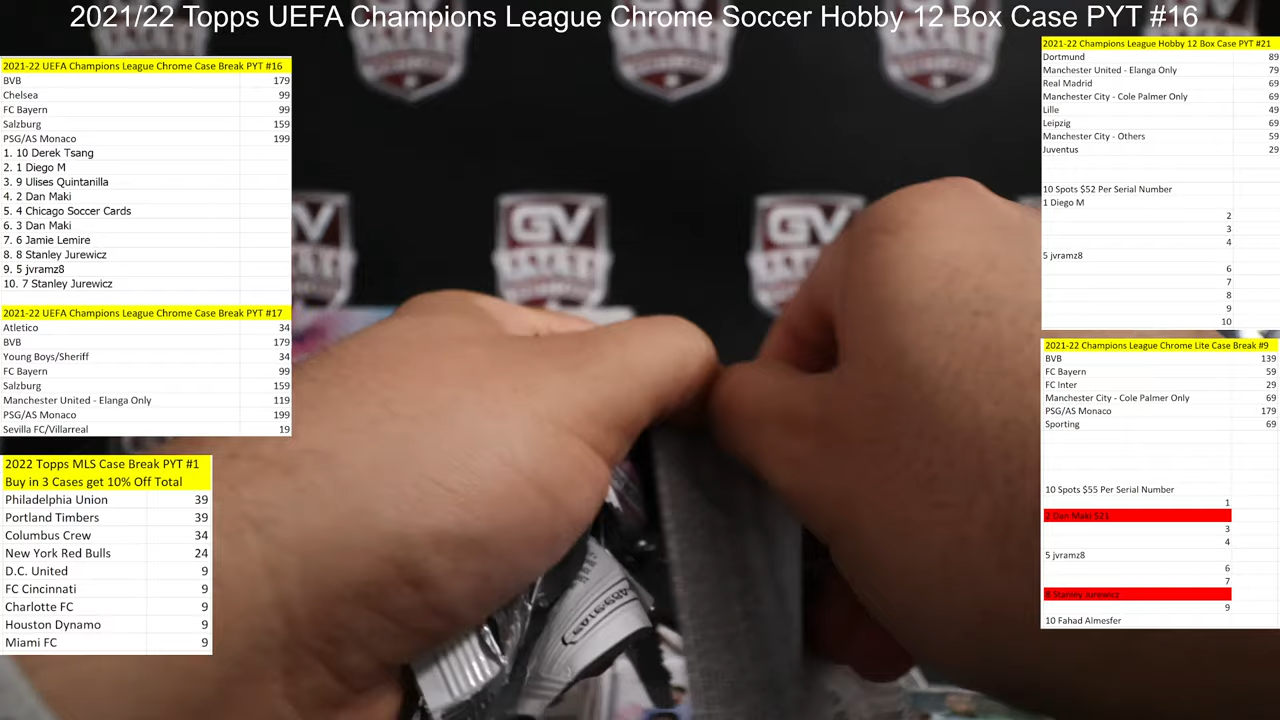 2021/22 Topps UEFA Champions League Chrome Soccer Hobby 12 Box Case PYT #16
2021-22 UEFA Champions League Chrome Case Break PYT #16
BVB 179
Chelsea 99
FC Bayern 99
Salzburg 159
PSG/AS Monaco 199
1. 10 Derek Tsang
2. 1 Diego M
3. 9 Ulises Quintanilla
4. 2 Dan Maki
5. 4 Chicago Soccer Cards
6. 3 Dan Maki
7. 6 Jamie Lemire
8. 8 Stanley Jurewicz
9. 5 jvramz8
10. 7 Stanley Jurewicz
2021-22 UEFA Champions League Chrome Case Break PYT #17
Atletico 34
BVB 179
Young Boys/Sheriff 34
FC Bayern 99
Salzburg 159
Manchester United - Elanga Only 119
PSG/AS Monaco 199
Sevilla FC/Villarreal 19
2022 Topps MLS Case Break PYT #1
Buy in 3 Cases get 10% Off Total
Philadelphia Union 39
Portland Timbers 39
Columbus Crew 34
New York Red Bulls 24
D.C. United 9
FC Cincinnati 9
Charlotte FC 9
Houston Dynamo 9
Miami FC 9
2021-22 Champions League Hobby 12 Box Case PYT #21
Dortmund 89
Manchester United - Elanga Only 79
Real Madrid 69
Manchester City - Cole Palmer Only 69
Lille 49
Leipzig 69
Manchester City - Others 59
Juventus 29
10 Spots $52 Per Serial Number
1 Diego M
2
3
4
5 jvramz8
6
7
8
9
10
2021-22 Champions League Chrome Lite Case Break #9
BVB 139
FC Bayern 59
FC Inter 29
Manchester City - Cole Palmer Only 69
PSG/AS Monaco 179
Sporting 69
10 Spots $55 Per Serial Number
1
2 Dan Maki $21
3
4
5 jvramz8
6
7
8 Stanley Jurewicz
9
10 Fahad Almesfer
GV
GV
GV